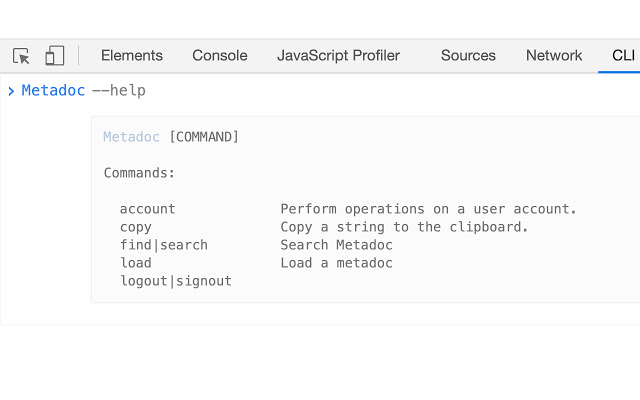 Elements Console JavaScript Profiler Sources Network CLI
> Metadoc --help
Metadoc [COMMAND]
Commands:
account Perform operations on a user account.
copy Copy a string to the clipboard.
find|search Search Metadoc
load Load a metadoc
logout|signout